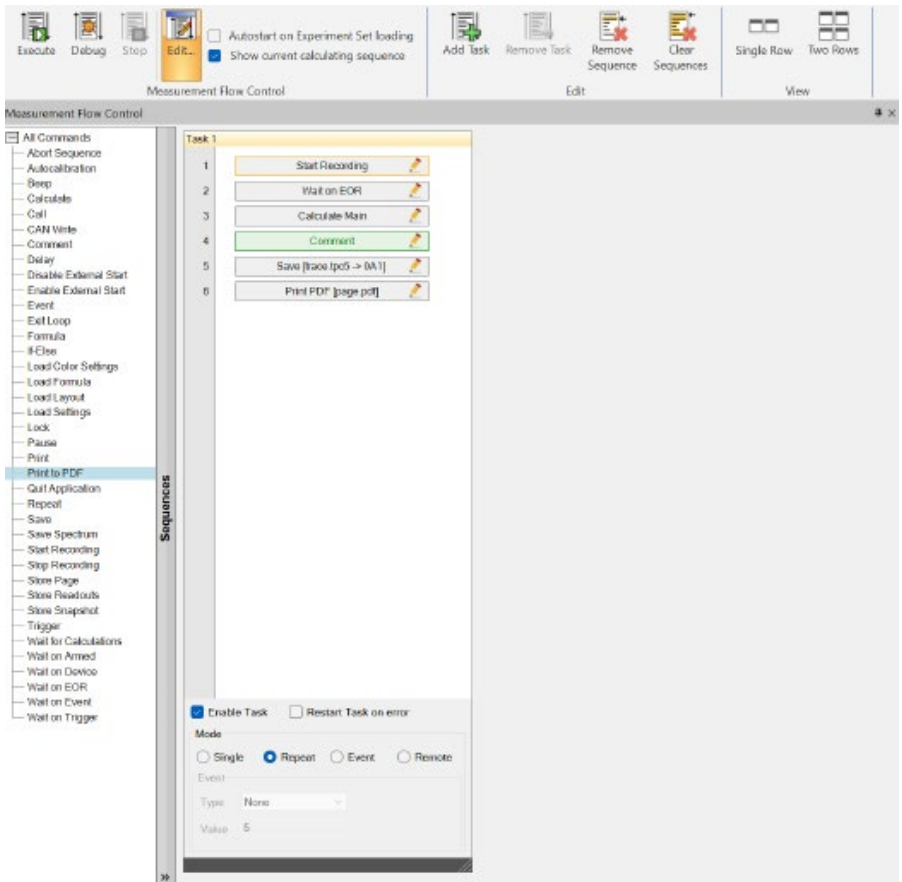 Execute Debug Stop Edit...
Autostart on Experiment Set loading
Show current calculating sequence
Measurement Flow Control
Add Task Remove Task Remove Sequence Clear Sequences
Edit
Single Row Two Rows
View
Measurement Flow Control
All Commands
Abort Sequence
Autocalibration
Beep
Calculate
Call
CAN Write
Comment
Delay
Disable External Start
Enable External Start
Event
Exit Loop
Formula
If-Else
Load Color Settings
Load Formula
Load Layout
Load Settings
Lock
Pause
Print
Print to PDF
Quit Application
Repeat
Save
Save Spectrum
Start Recording
Stop Recording
Store Page
Store Readouts
Store Snapshot
Trigger
Wait for Calculations
Wait on Armed
Wait on Device
Wait on EOR
Wait on Event
Wait on Trigger
Sequences
Task 1
1 Start Recording
2 Wait on EOR
3 Calculate Main
4 Comment
5 Save [trace.tpc5 -> 0A1]
6 Print PDF [page.pdf]
Enable Task Restart Task on error
Mode
Single Repeat Event Remote
Event
Type None
Value 5